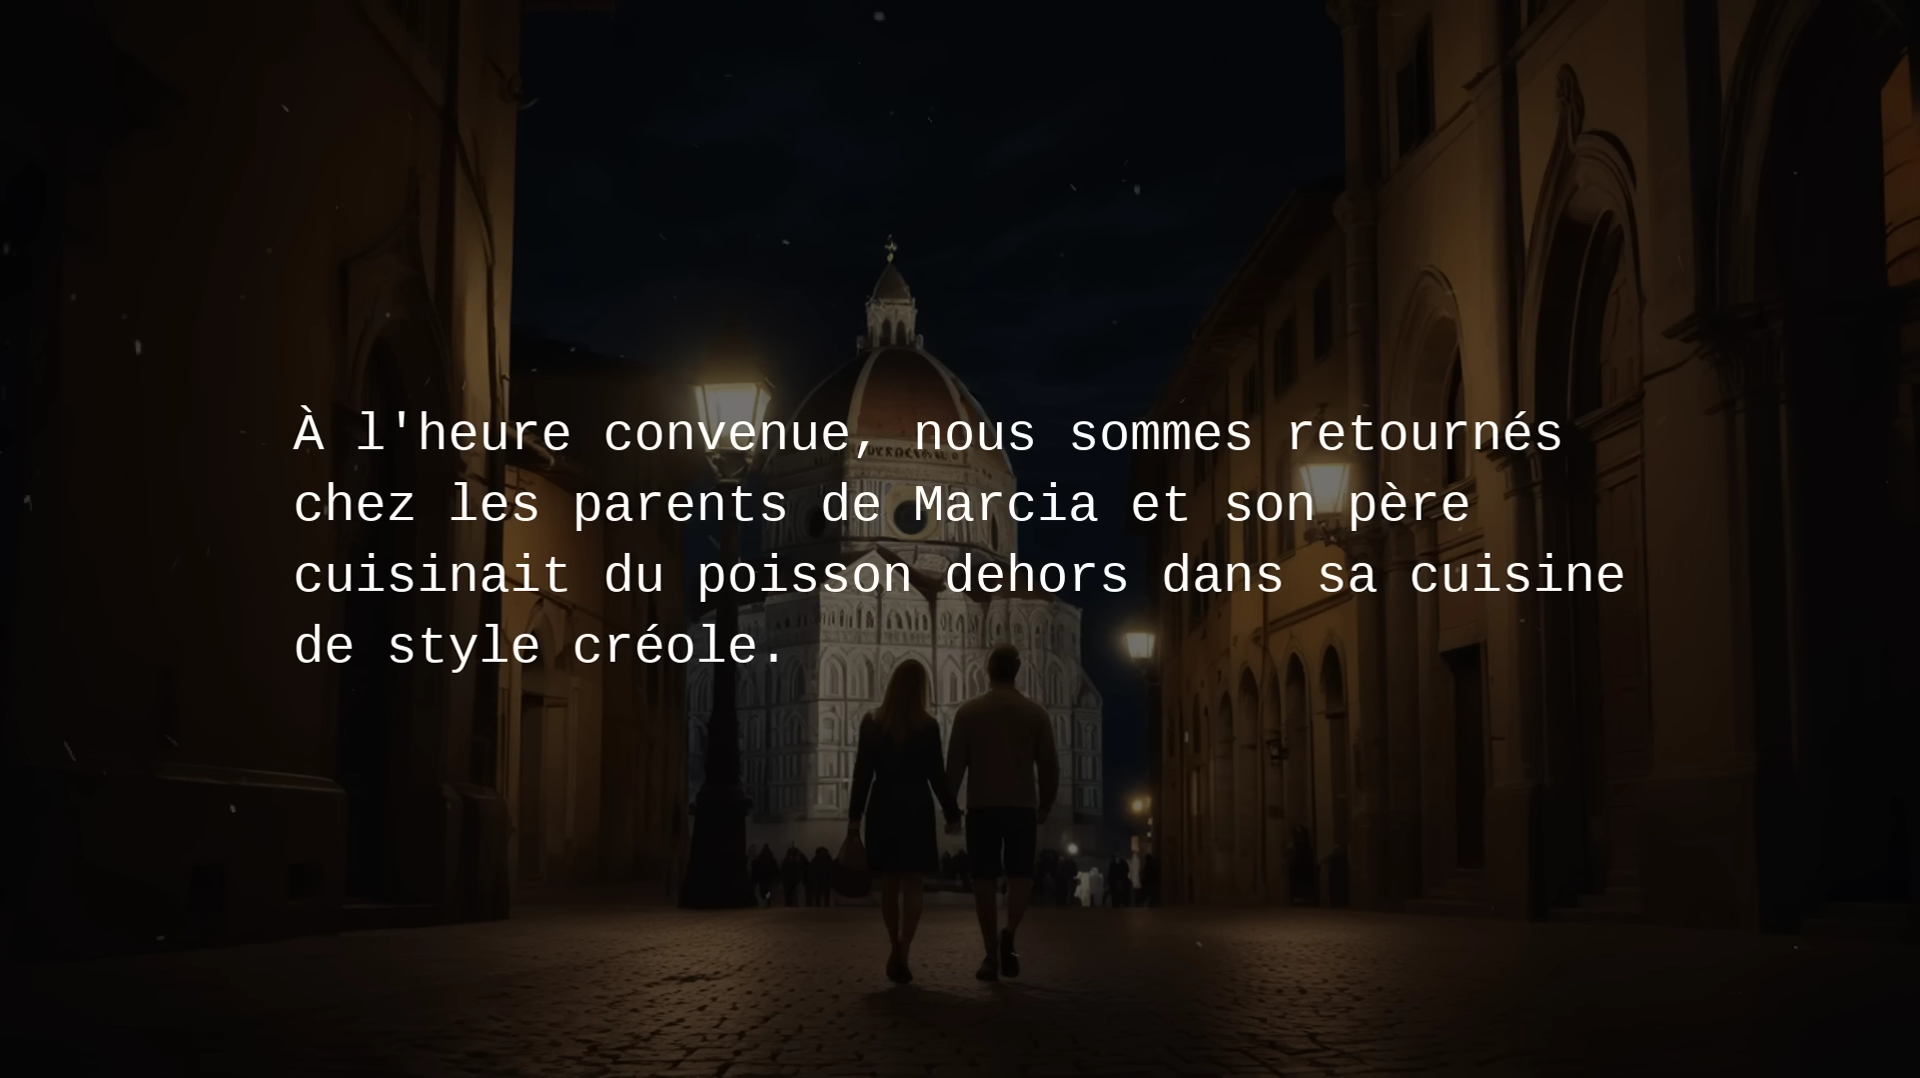 À l'heure convenue, nous sommes retournés
chez les parents de Marcia et son père
cuisinait du poisson dehors dans sa cuisine
de style créole.